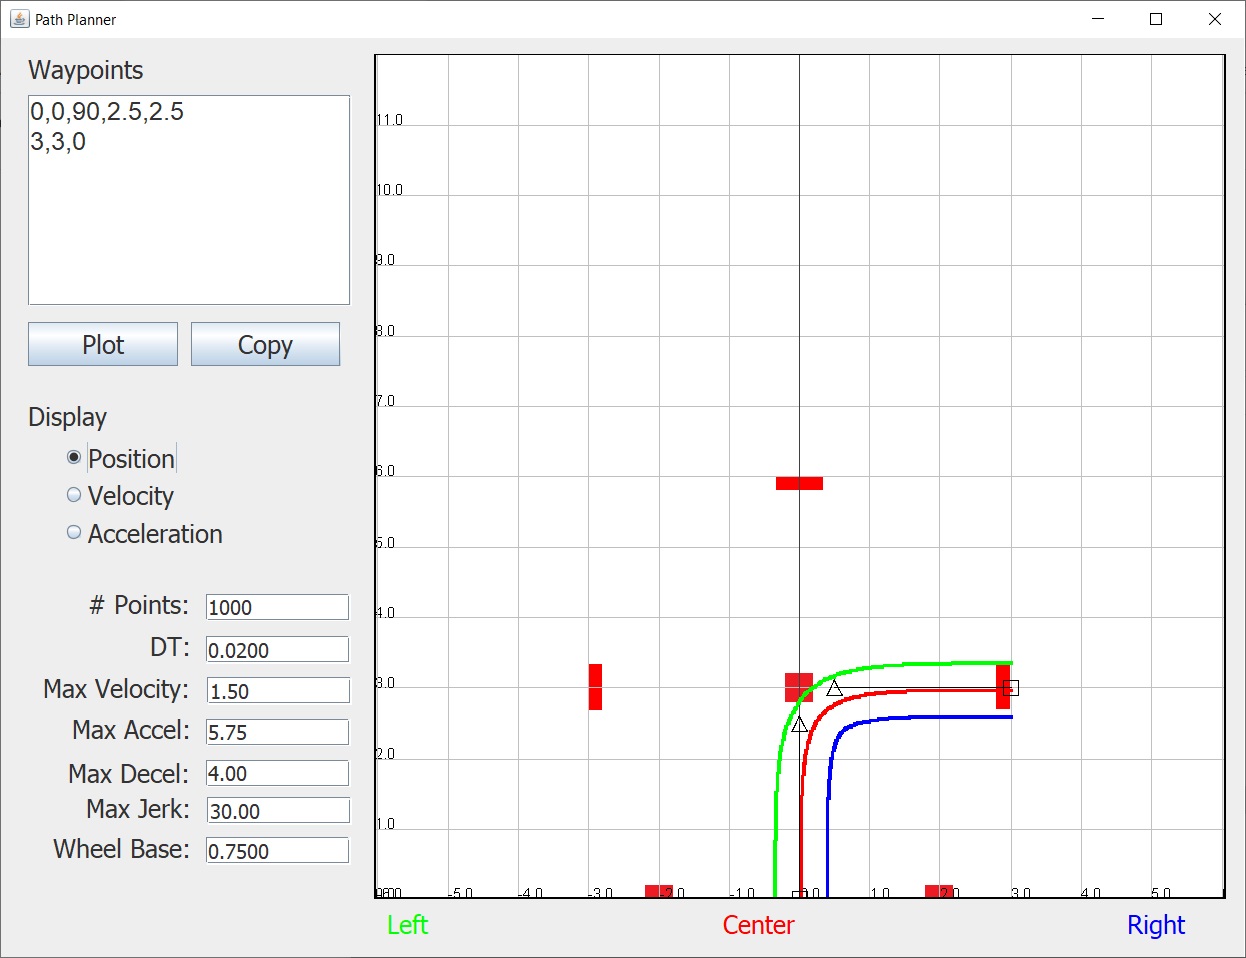 Path Planner
Waypoints
0,0,90,2.5,2.5
3,3,0
Plot
Copy
Display
Position
Velocity
Acceleration
# Points:
1000
DT:
0.0200
Max Velocity:
1.50
Max Accel:
5.75
Max Decel:
4.00
Max Jerk:
30.00
Wheel Base:
0.7500
11.0
10.0
9.0
8.0
7.0
6.0
5.0
4.0
3.0
2.0
1.0
-5.0
-4.0
-3.0
-2.0
-1.0
1.0
2.0
3.0
4.0
5.0
Left
Center
Right